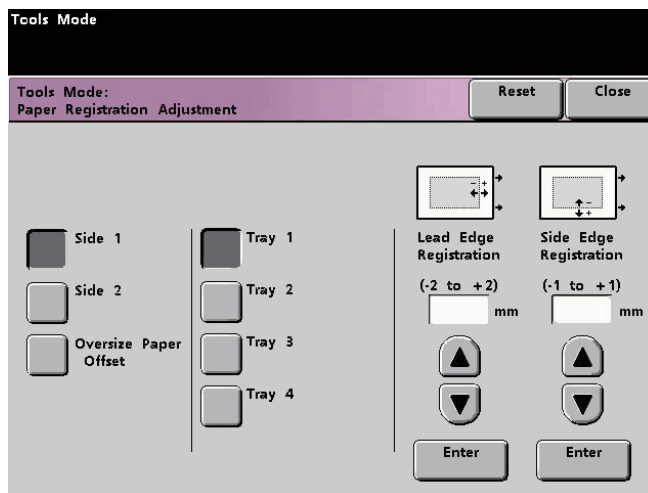 Tools Mode
Tools Mode:
Paper Registration Adjustment
Reset
Close
Side 1
Side 2
Oversize Paper
Offset
Tray 1
Tray 2
Tray 3
Tray 4
- +
Lead Edge
Registration
(-2 to +2)
mm
Enter
-
+
Side Edge
Registration
(-1 to +1)
mm
Enter